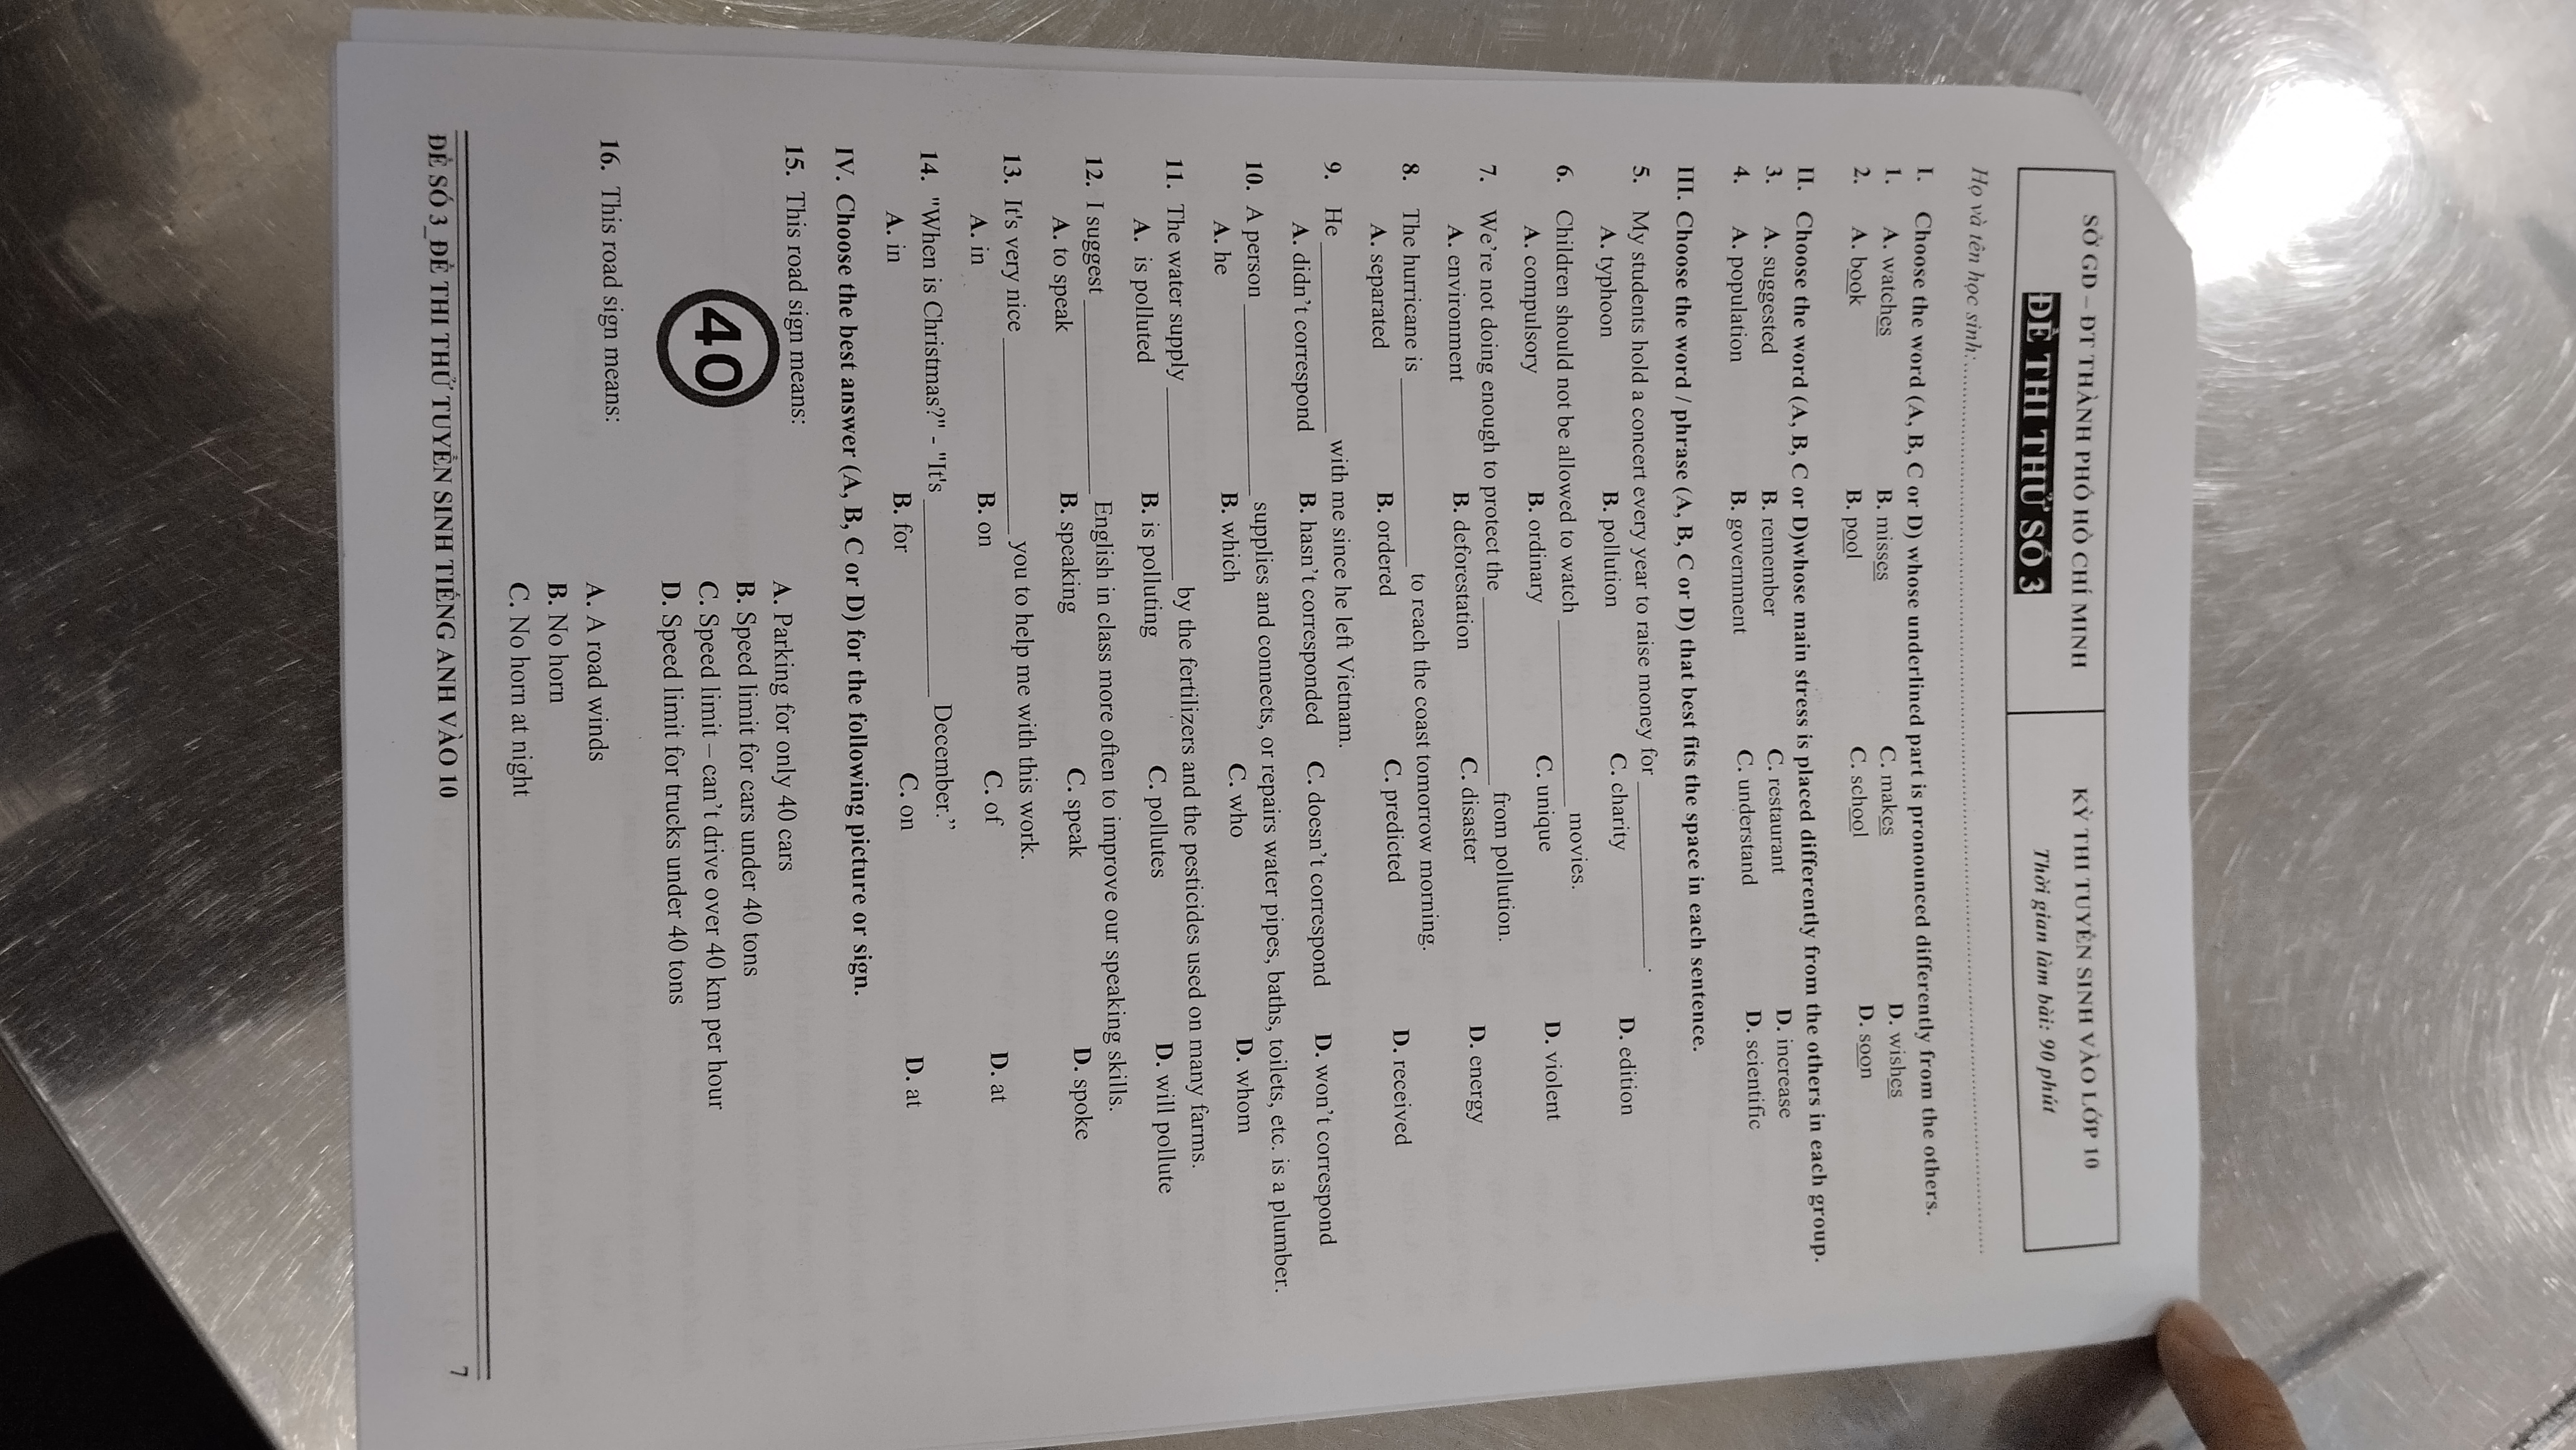 SỞ GD – ĐT THÀNH PHỐ HỒ CHÍ MINH
ĐỀ THI THỬ SỐ 3
KỲ THI TUYỂN SINH VÀO LỚP 10
Thời gian làm bài: 90 phút
Họ và tên học sinh:
I. Choose the word (A, B, C or D) whose underlined part is pronounced differently from the others.
1. A. watches B. misses C. makes D. wishes
2. A. book B. pool C. school D. soon
II. Choose the word (A, B, C or D)whose main stress is placed differently from the others in each group.
3. A. suggested B. remember C. restaurant D. increase
4. A. population B. government C. understand D. scientific
III. Choose the word / phrase (A, B, C or D) that best fits the space in each sentence.
5. My students hold a concert every year to raise money for ________.
A. typhoon B. pollution C. charity D. edition
6. Children should not be allowed to watch ________ movies.
A. compulsory B. ordinary C. unique D. violent
7. We're not doing enough to protect the ________ from pollution.
A. environment B. deforestation C. disaster D. energy
8. The hurricane is ________ to reach the coast tomorrow morning.
A. separated B. ordered C. predicted D. received
9. He ________ with me since he left Vietnam.
A. didn't correspond B. hasn't corresponded C. doesn't correspond D. won't correspond
10. A person ________ supplies and connects, or repairs water pipes, baths, toilets, etc. is a plumber.
A. he B. which C. who D. whom
11. The water supply ________ by the fertilizers and the pesticides used on many farms.
A. is polluted B. is polluting C. pollutes D. will pollute
12. I suggest ________ English in class more often to improve our speaking skills.
A. to speak B. speaking C. speak D. spoke
13. It's very nice ________ you to help me with this work.
A. in B. on C. of D. at
14. "When is Christmas?" - "It's ________ December.”
A. in B. for C. on D. at
IV. Choose the best answer (A, B, C or D) for the following picture or sign.
15. This road sign means:
40
A. Parking for only 40 cars
B. Speed limit for cars under 40 tons
C. Speed limit – can't drive over 40 km per hour
D. Speed limit for trucks under 40 tons
16. This road sign means:
A. A road winds
B. No horn
C. No horn at night
ĐỀ SỐ 3_ĐỀ THI THỬ TUYỂN SINH TIẾNG ANH VÀO 10
7